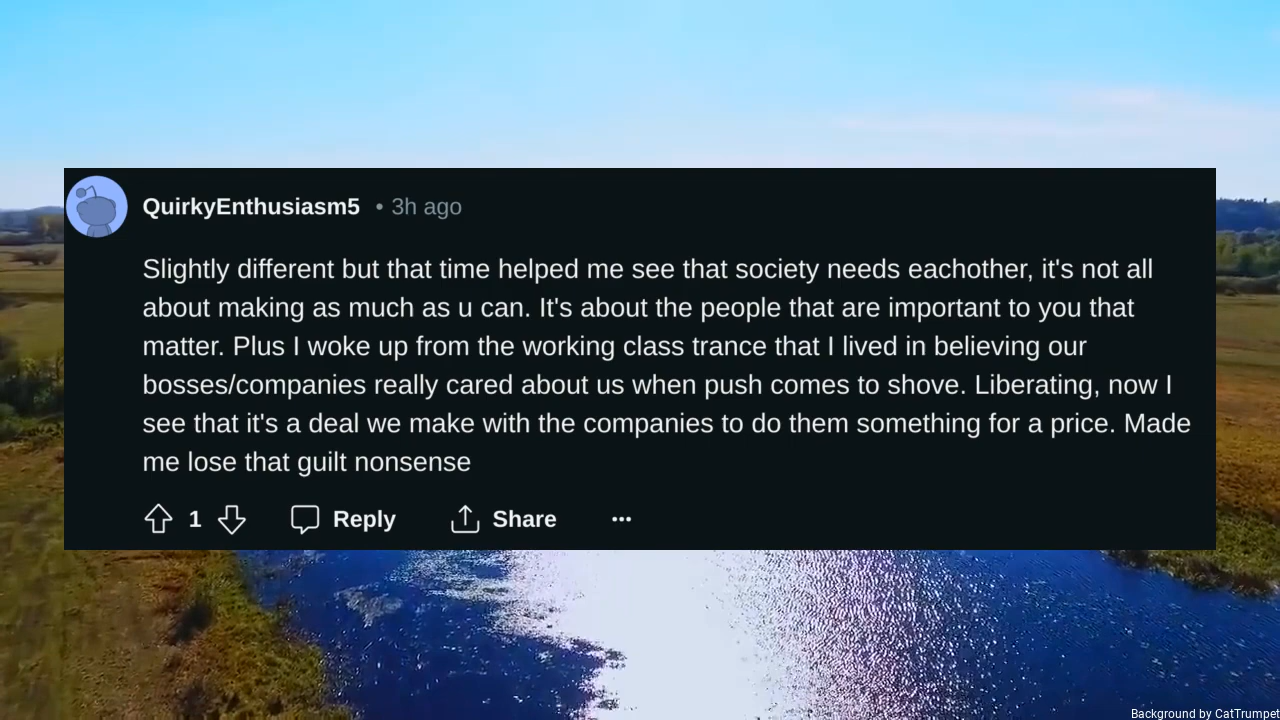 QuirkyEnthusiasm5 • 3h ago
Slightly different but that time helped me see that society needs eachother, it's not all
about making as much as u can. It's about the people that are important to you that
matter. Plus I woke up from the working class trance that I lived in believing our
bosses/companies really cared about us when push comes to shove. Liberating, now I
see that it's a deal we make with the companies to do them something for a price. Made
me lose that guilt nonsense
1 Reply Share •••
Background by CatTrumpet